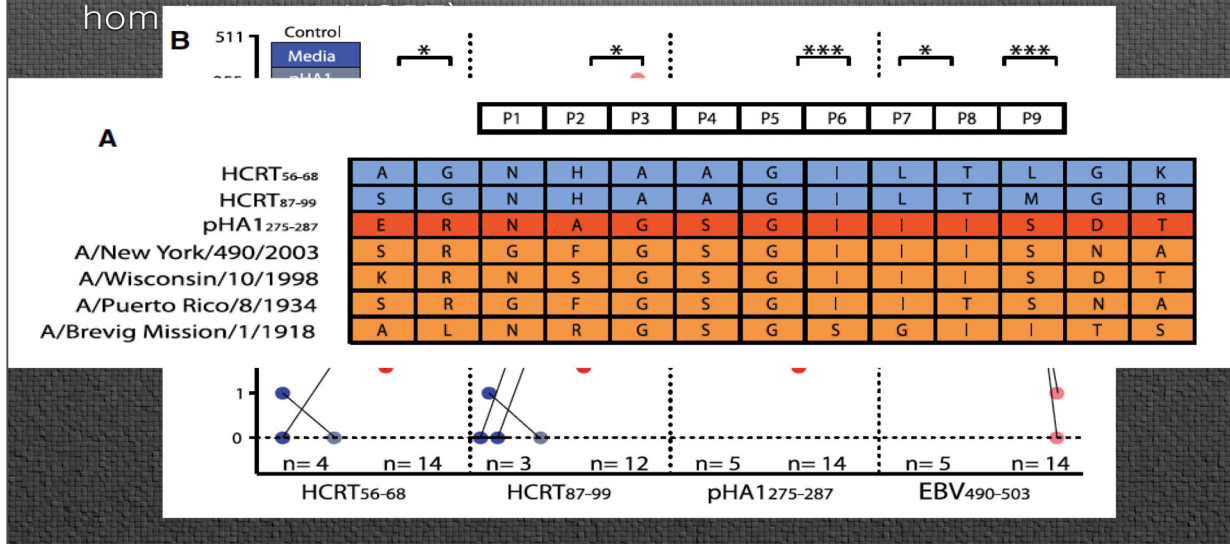 B
511
Control
Media
*
*
***
*
***
A
P1 P2 P3 P4 P5 P6 P7 P8 P9
HCRT56-68 A G N H A A G I L T L G K
HCRT87-99 S G N H A A G I L T M G R
pHA1275-287 E R N A G S G I I I S D T
A/New York/490/2003 S R G F G S G I I I S N A
A/Wisconsin/10/1998 K R N S G S G I I I S D T
A/Puerto Rico/8/1934 S R G F G S G I I T S N A
A/Brevig Mission/1/1918 A L N R G S G S G I I T S
1
0
n= 4 n= 14 n= 3 n= 12 n= 5 n= 14 n= 5 n= 14
HCRT56-68 HCRT87-99 pHA1275-287 EBV490-503